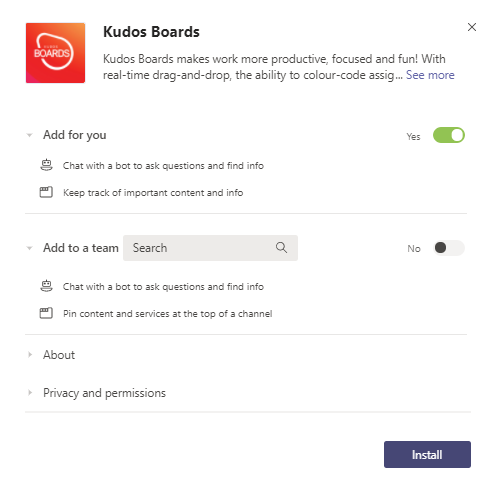 KUDOS
BOARDS
Kudos Boards
Kudos Boards makes work more productive, focused and fun! With
real-time drag-and-drop, the ability to colour-code assig... See more
Add for you
Yes
Chat with a bot to ask questions and find info
Keep track of important content and info
Add to a team
Search
No
Chat with a bot to ask questions and find info
Pin content and services at the top of a channel
About
Privacy and permissions
Install